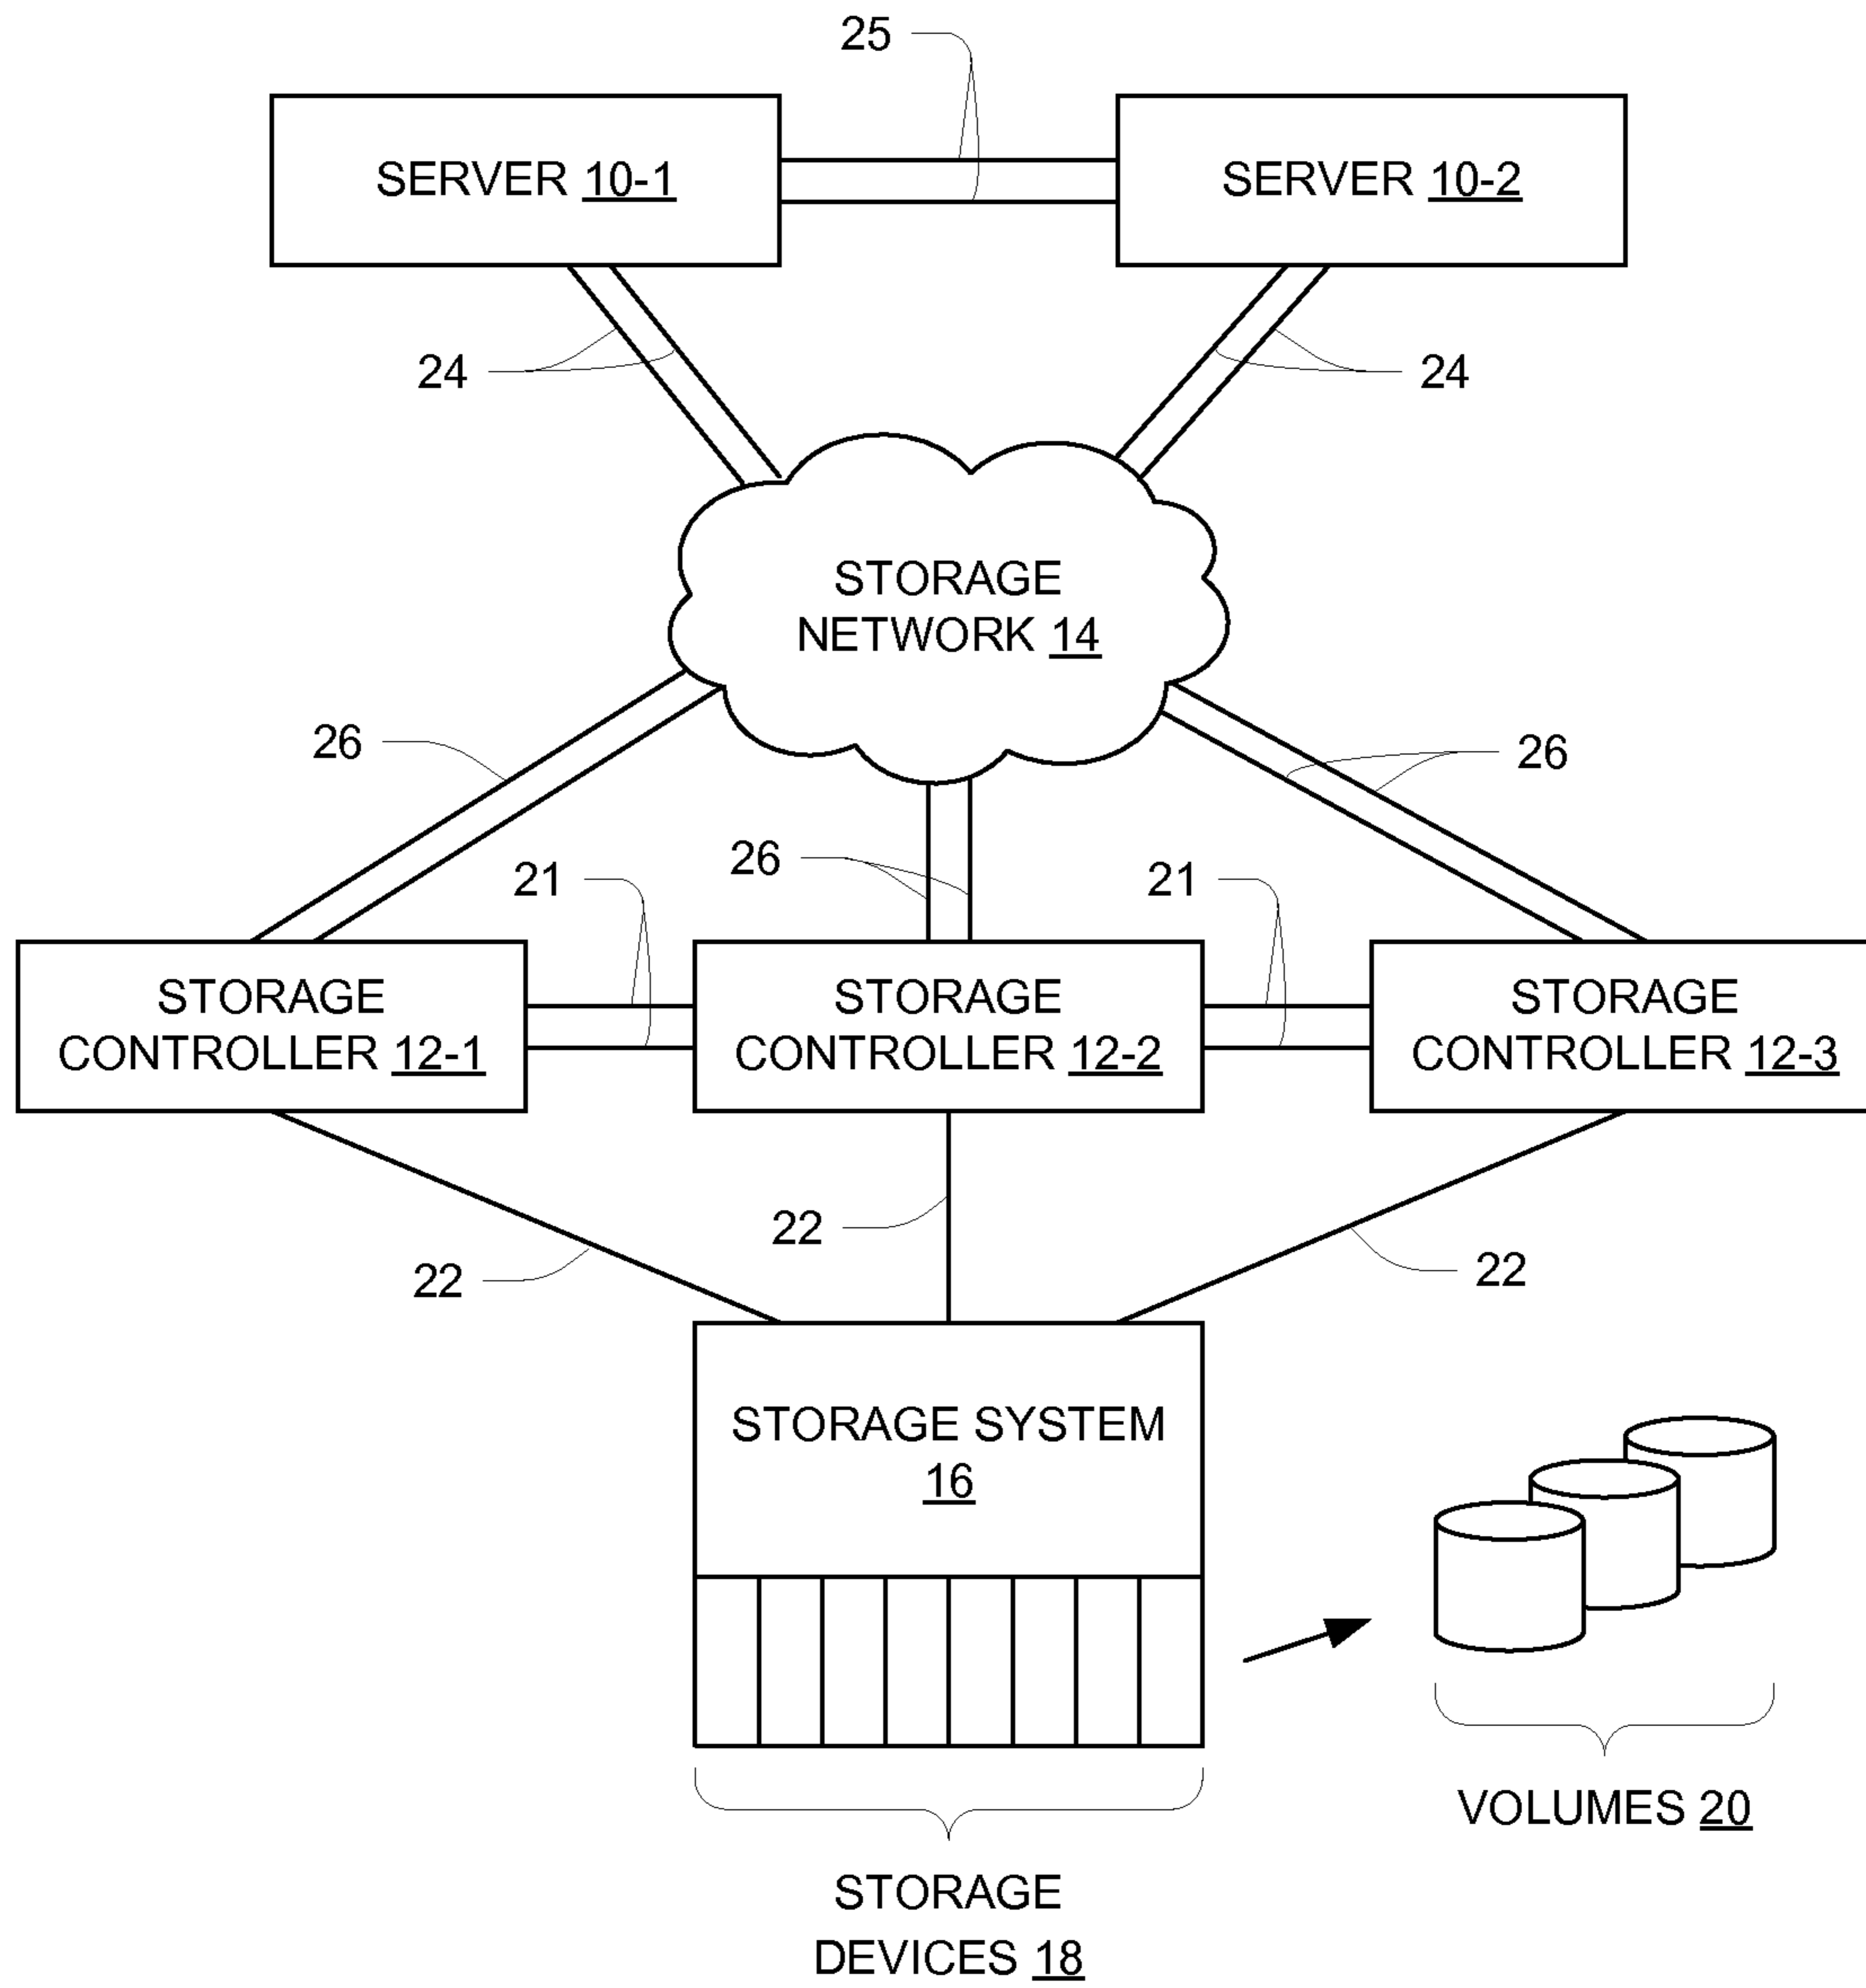 25
SERVER 10-1
SERVER 10-2
24
24
STORAGE
NETWORK 14
26
26
26
21
21
STORAGE
CONTROLLER 12-1
STORAGE
CONTROLLER 12-2
STORAGE
CONTROLLER 12-3
22
22
22
STORAGE SYSTEM
16
VOLUMES 20
STORAGE
DEVICES 18